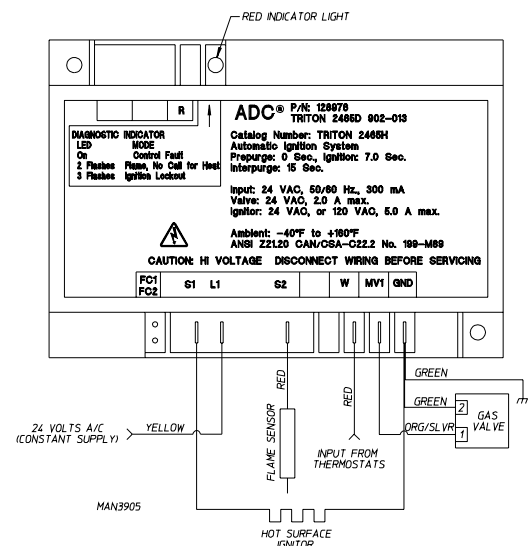 RED INDICATOR LIGHT
R
ADC® P/N: 128976
TRITON 2465D 902-013
DIAGNOSTIC INDICATOR
LED MODE
On Control Fault
2 Flashes Flame, No Call for Heat
3 Flashes Ignition Lockout
Catalog Number: TRITON 2465H
Automatic Ignition System
Prepurge: 0 Sec., Ignition: 7.0 Sec.
Interpurge: 15 Sec.
Input: 24 VAC, 50/60 Hz., 300 mA
Valve: 24 VAC, 2.0 A max.
Ignitor: 24 VAC, or 120 VAC, 5.0 A max.
Ambient: -40°F to +160°F
ANSI Z21.20 CAN/CSA-C22.2 No. 199-M89
CAUTION: HI VOLTAGE DISCONNECT WIRING BEFORE SERVICING
FC1
FC2
S1 L1 S2 W MV1 GND
GREEN
RED
RED
GREEN
2
GAS
VALVE
ORG/SLVR
1
24 VOLTS A/C
(CONSTANT SUPPLY)
YELLOW
FLAME SENSOR
INPUT FROM
THERMOSTATS
MAN3905
HOT SURFACE
IGNITOR